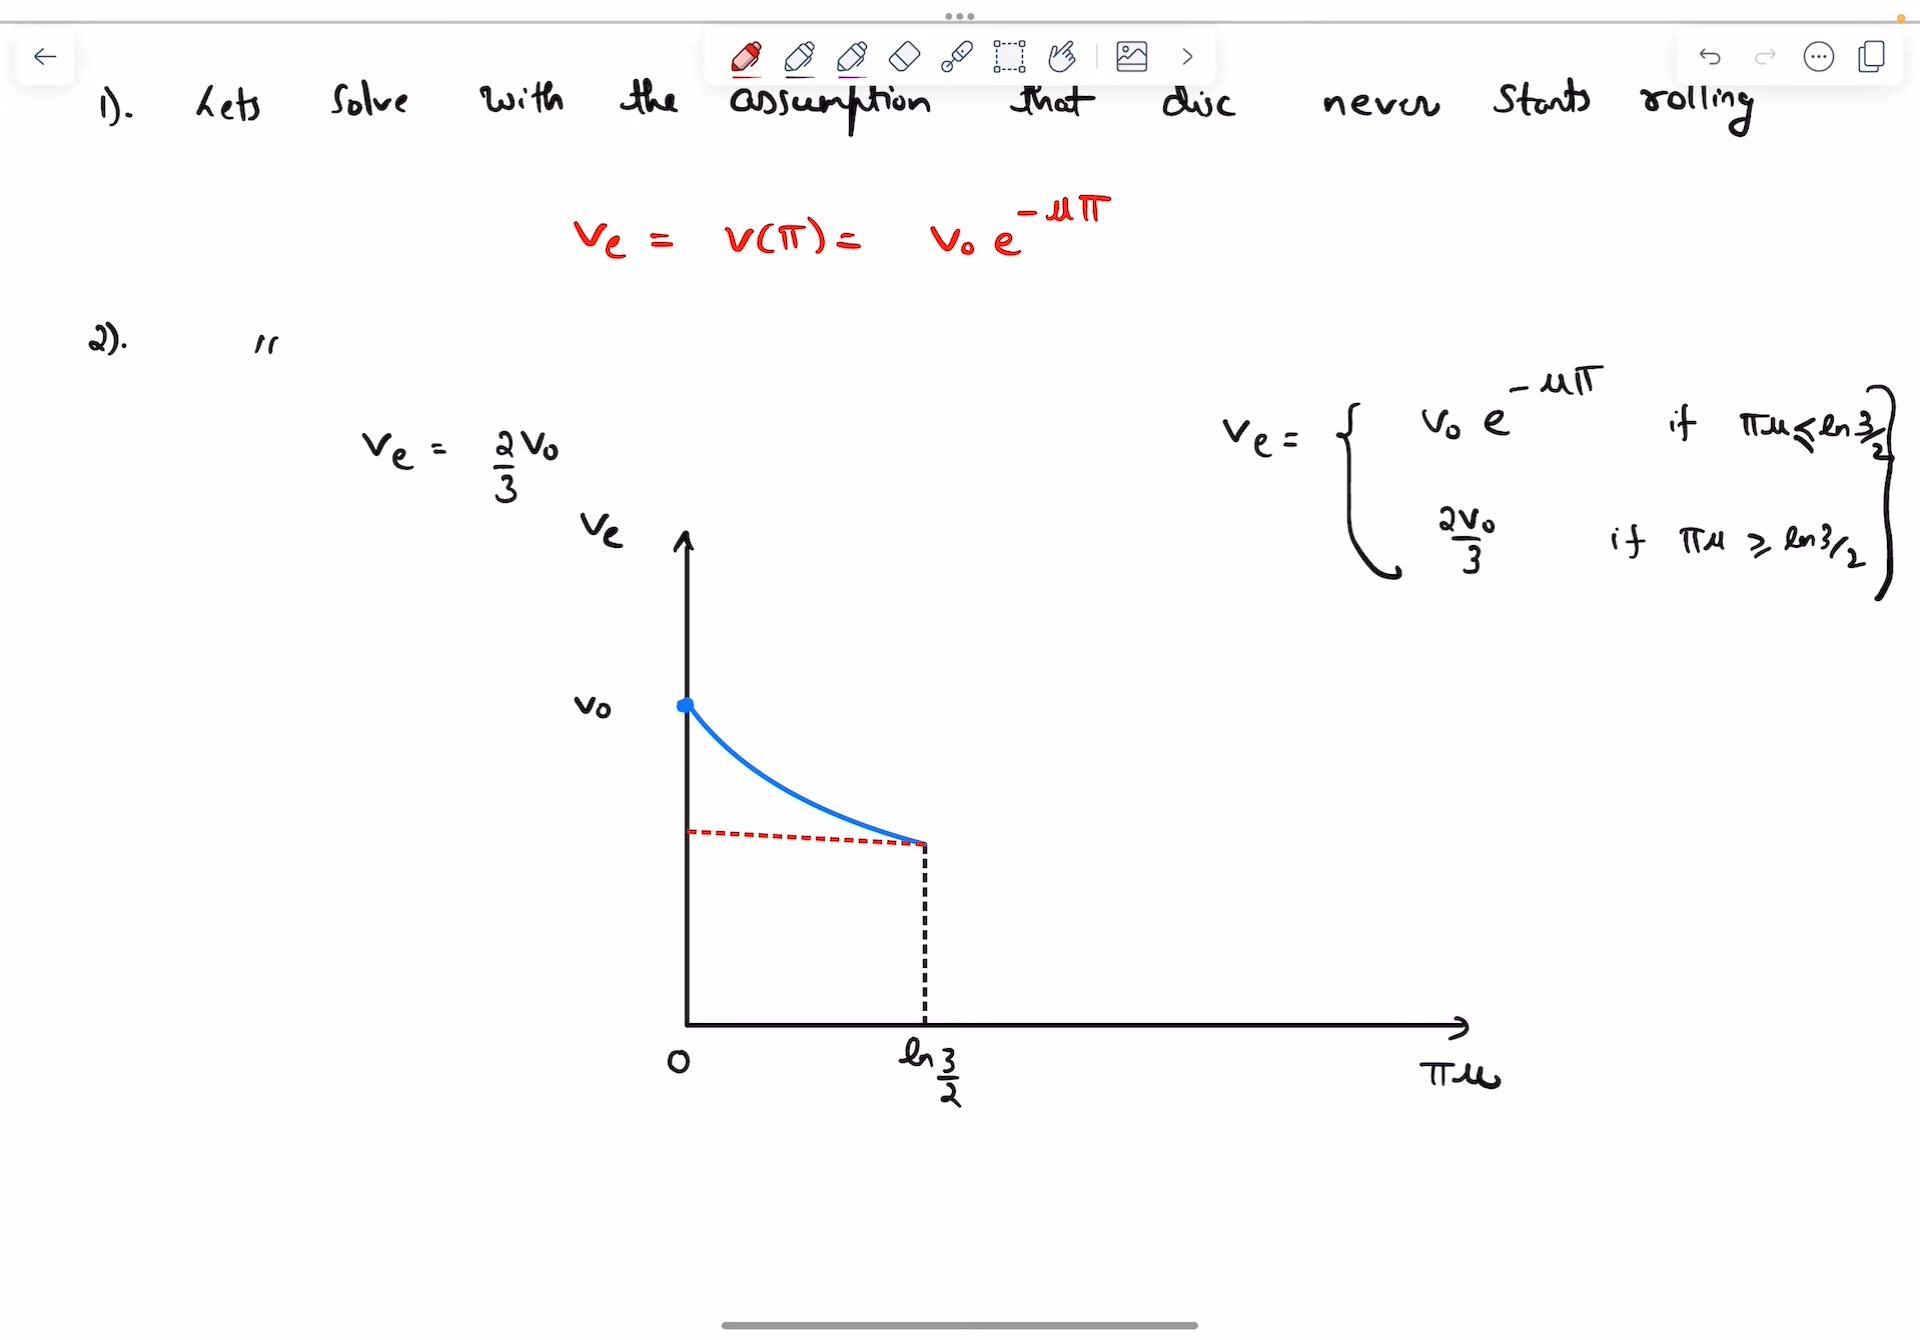 1). Lets solve with the assumption that disc never starts rolling
ve = v(π) = v₀ e^{-μπ}
2). "
ve = 2v₀/3
ve = { v₀ e^{-μπ} if πμ ≤ ln 3/2
2v₀/3 if πμ ≥ ln 3/2 }
ve
v₀
0
ln 3/2
πμ